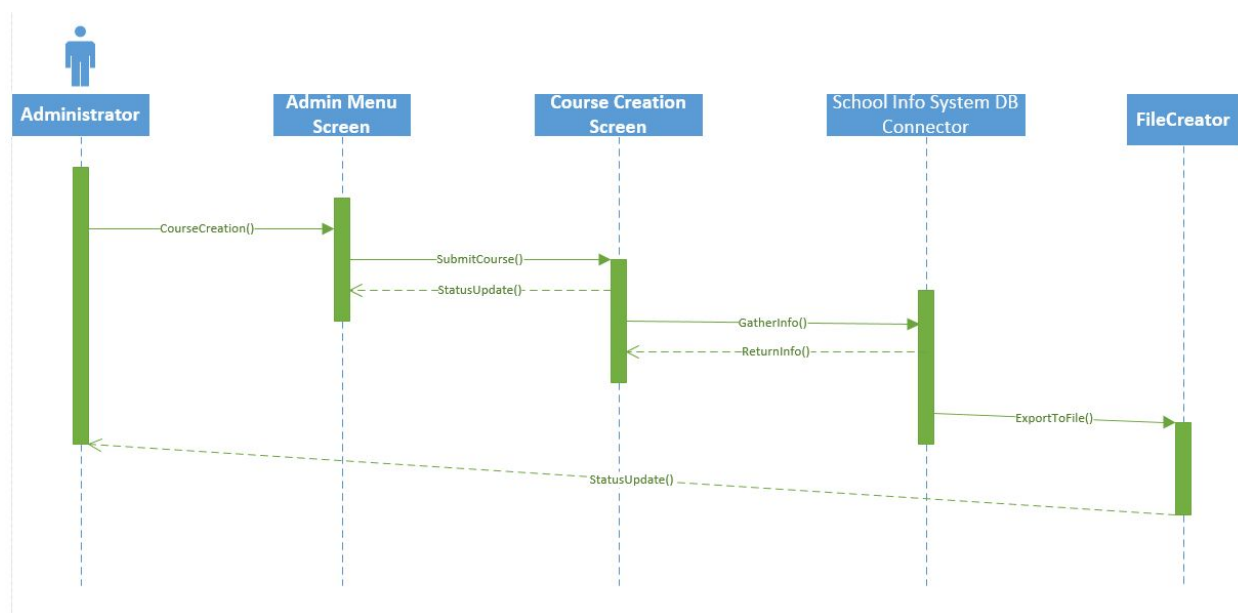 Administrator
Admin Menu
Screen
Course Creation
Screen
School Info System DB
Connector
FileCreator
CourseCreation()
SubmitCourse()
StatusUpdate()
GatherInfo()
ReturnInfo()
ExportToFile()
StatusUpdate()